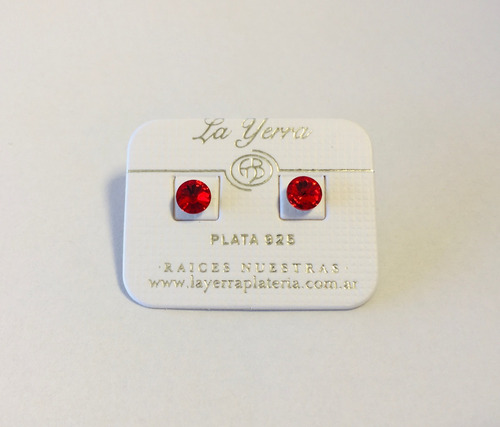 La Yerra
PLATA 925
·RAICES NUESTRAS·
www.layerraplateria.com.ar